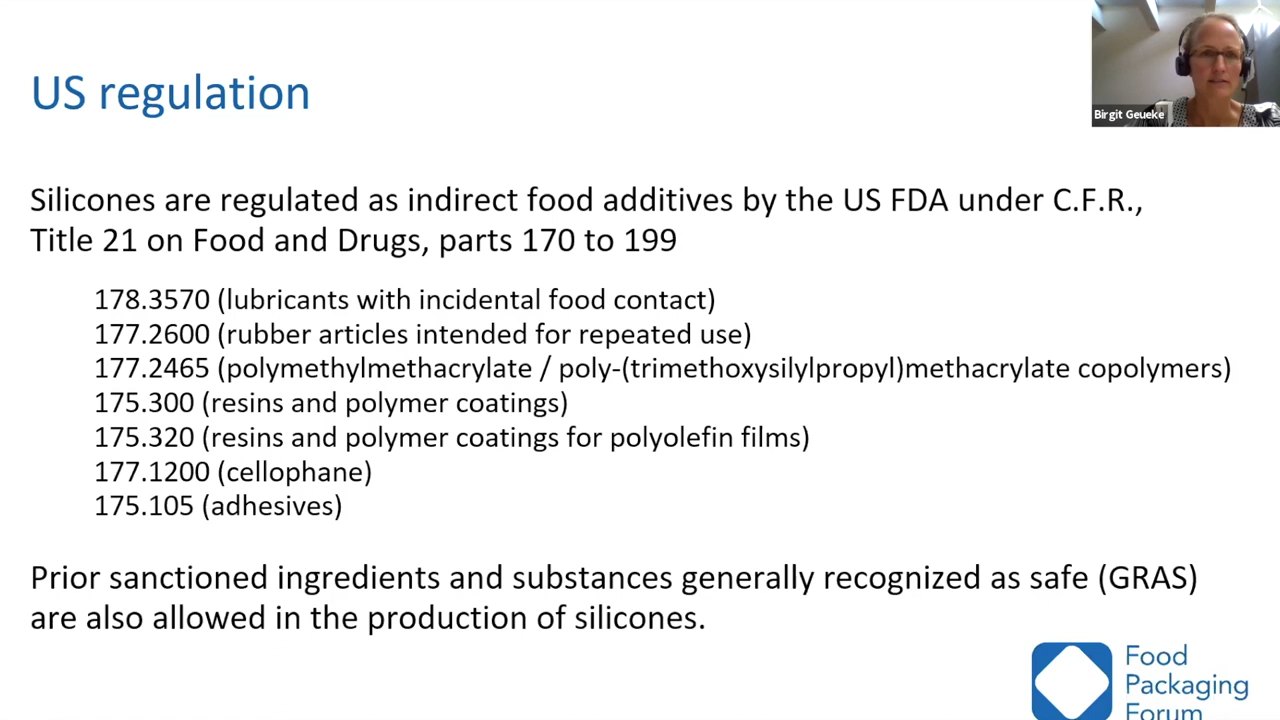 US regulation
Birgit Geueke
Silicones are regulated as indirect food additives by the US FDA under C.F.R.,
Title 21 on Food and Drugs, parts 170 to 199
178.3570 (lubricants with incidental food contact)
177.2600 (rubber articles intended for repeated use)
177.2465 (polymethylmethacrylate / poly-(trimethoxysilylpropyl)methacrylate copolymers)
175.300 (resins and polymer coatings)
175.320 (resins and polymer coatings for polyolefin films)
177.1200 (cellophane)
175.105 (adhesives)
Prior sanctioned ingredients and substances generally recognized as safe (GRAS)
are also allowed in the production of silicones.
Food
Packaging
Forum